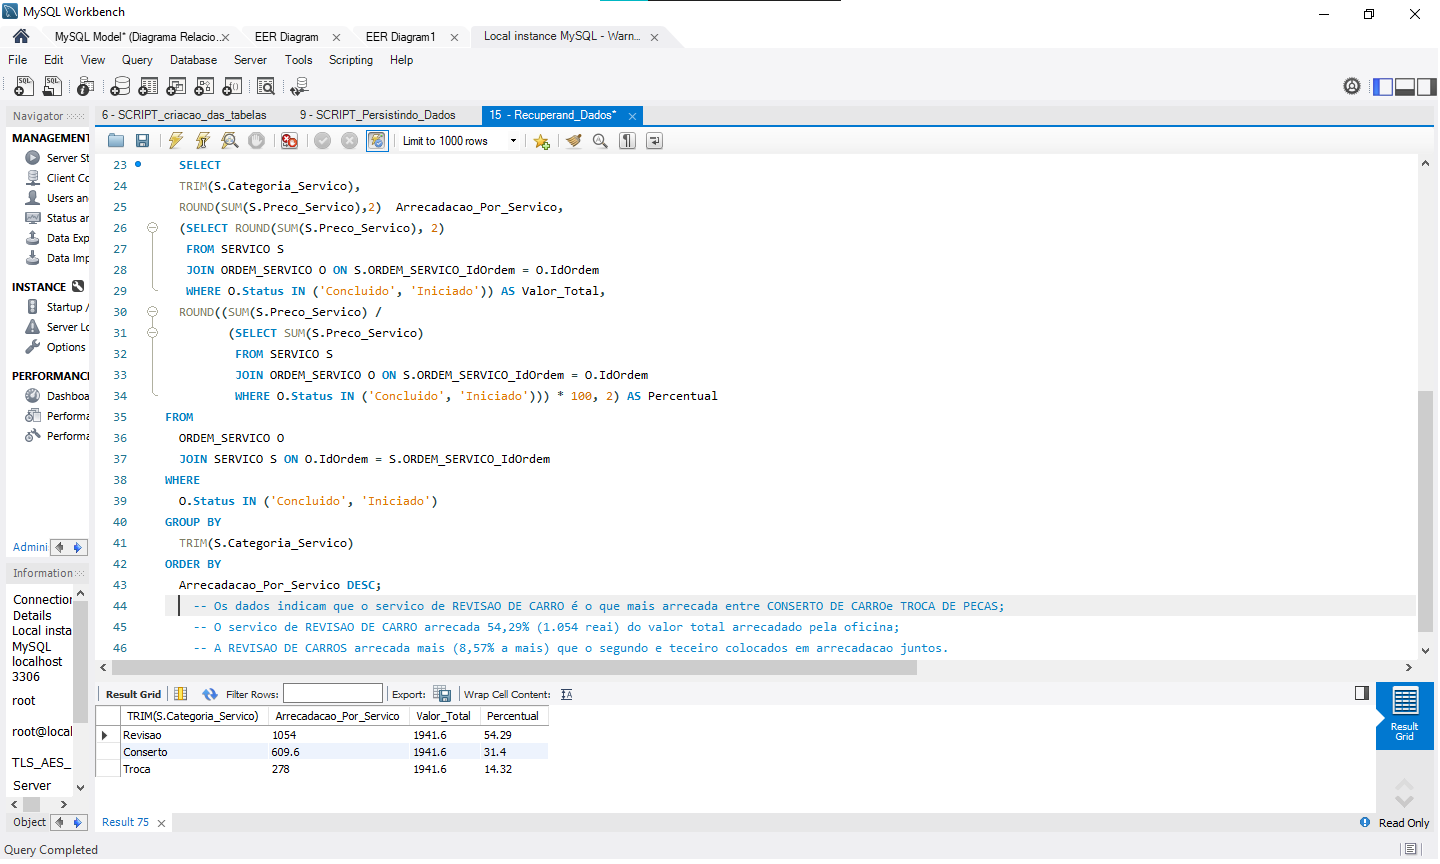 MySQL Workbench
MySQL Model* (Diagrama Relacio...
EER Diagram
EER Diagram1
Local instance MySQL - Warn...
File Edit View Query Database Server Tools Scripting Help
Navigator
MANAGEMENT
Server St
Client Co
Users an
Status ar
Data Exp
Data Imp
INSTANCE
Startup /
Server Lo
Options
PERFORMANCE
Dashboa
Performa
Performa
Admini
Information
Connection
Details
Local insta
MySQL
localhost
3306
root
root@local
TLS_AES_
Server
Object
6 - SCRIPT_criacao_das_tabelas
9 - SCRIPT_Persistindo_Dados
15 - Recuperand_Dados*
Limit to 1000 rows
23 SELECT
24 TRIM(S.Categoria_Servico),
25 ROUND(SUM(S.Preco_Servico),2)  Arrecadacao_Por_Servico,
26 (SELECT ROUND(SUM(S.Preco_Servico), 2)
27 FROM SERVICO S
28 JOIN ORDEM_SERVICO O ON S.ORDEM_SERVICO_IdOrdem = O.IdOrdem
29 WHERE O.Status IN ('Concluido', 'Iniciado')) AS Valor_Total,
30 ROUND((SUM(S.Preco_Servico) /
31 (SELECT SUM(S.Preco_Servico)
32 FROM SERVICO S
33 JOIN ORDEM_SERVICO O ON S.ORDEM_SERVICO_IdOrdem = O.IdOrdem
34 WHERE O.Status IN ('Concluido', 'Iniciado'))) * 100, 2) AS Percentual
35 FROM
36 ORDEM_SERVICO O
37 JOIN SERVICO S ON O.IdOrdem = S.ORDEM_SERVICO_IdOrdem
38 WHERE
39 O.Status IN ('Concluido', 'Iniciado')
40 GROUP BY
41 TRIM(S.Categoria_Servico)
42 ORDER BY
43 Arrecadacao_Por_Servico DESC;
44 -- Os dados indicam que o servico de REVISAO DE CARRO é o que mais arrecada entre CONSERTO DE CARROe TROCA DE PECAS;
45 -- O servico de REVISAO DE CARRO arrecada 54,29% (1.054 reai) do valor total arrecadado pela oficina;
46 -- A REVISAO DE CARROS arrecada mais (8,57% a mais) que o segundo e teceiro colocados em arrecadacao juntos.
Result Grid Filter Rows: Export: Wrap Cell Content:
TRIM(S.Categoria_Servico) Arrecadacao_Por_Servico Valor_Total Percentual
Revisao 1054 1941.6 54.29
Conserto 609.6 1941.6 31.4
Troca 278 1941.6 14.32
Result
Grid
Result 75
Read Only
Query Completed